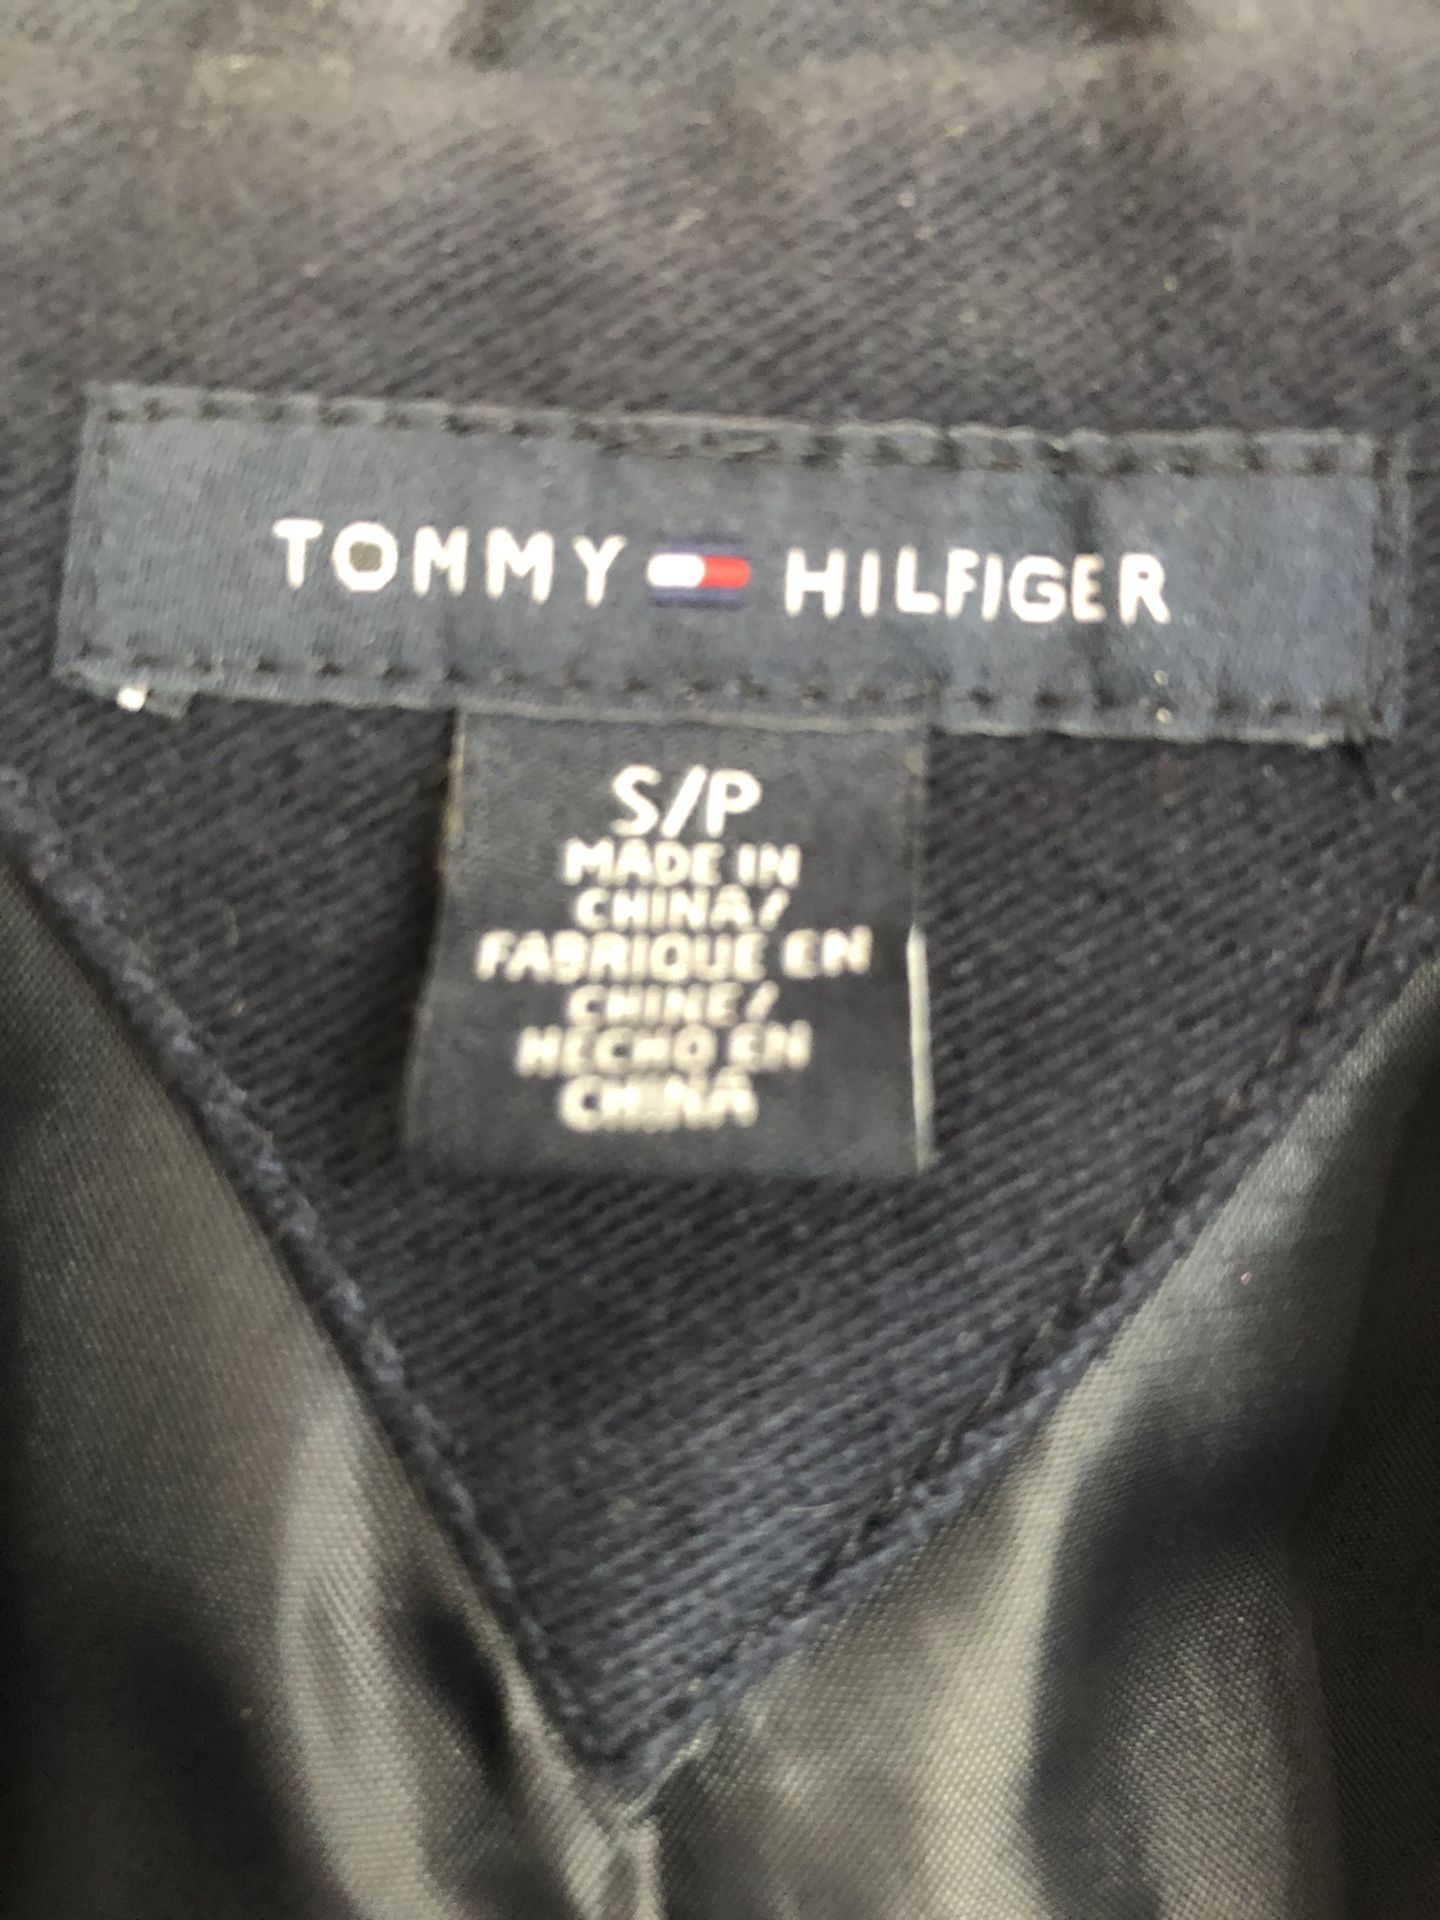 TOMMY HILFIGER
S/P
MADE IN
CHINA/
FABRIQUE EN
CHINE/
HECHO EN
CHINA